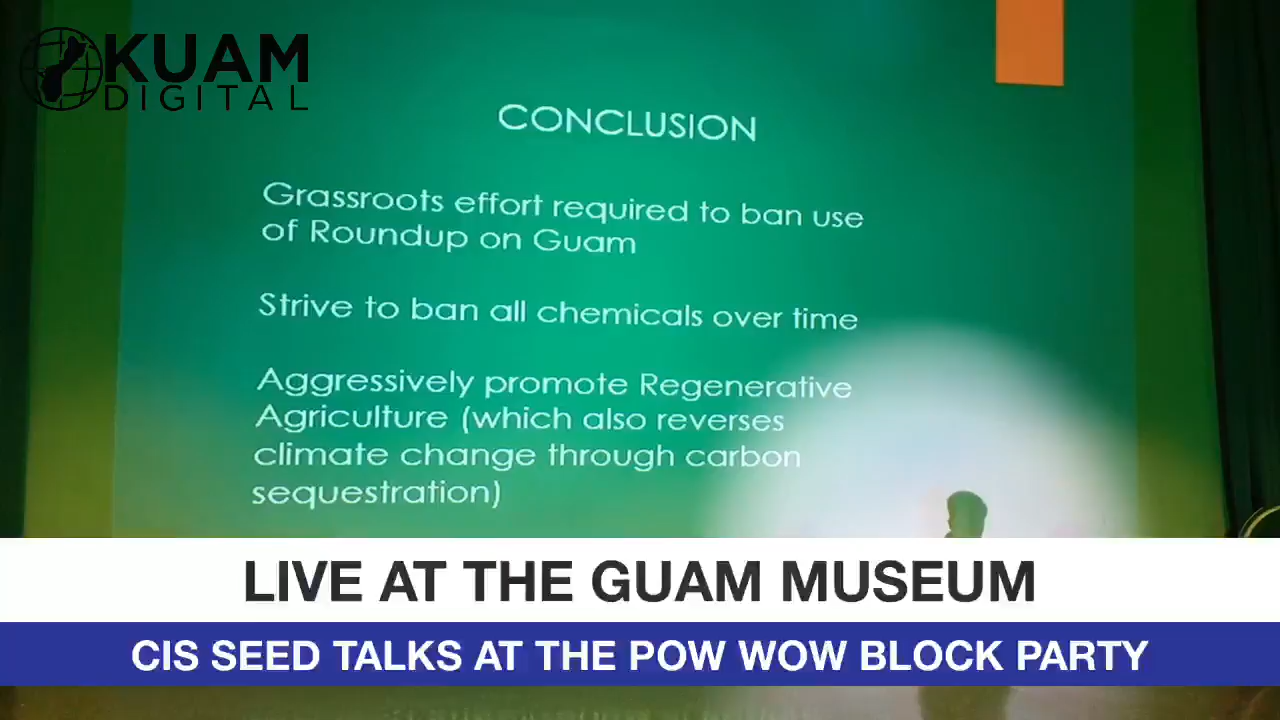 KUAM
DIGITAL
CONCLUSION
Grassroots effort required to ban use
of Roundup on Guam
Strive to ban all chemicals over time
Aggressively promote Regenerative
Agriculture (which also reverses
climate change through carbon
sequestration)
LIVE AT THE GUAM MUSEUM
CIS SEED TALKS AT THE POW WOW BLOCK PARTY